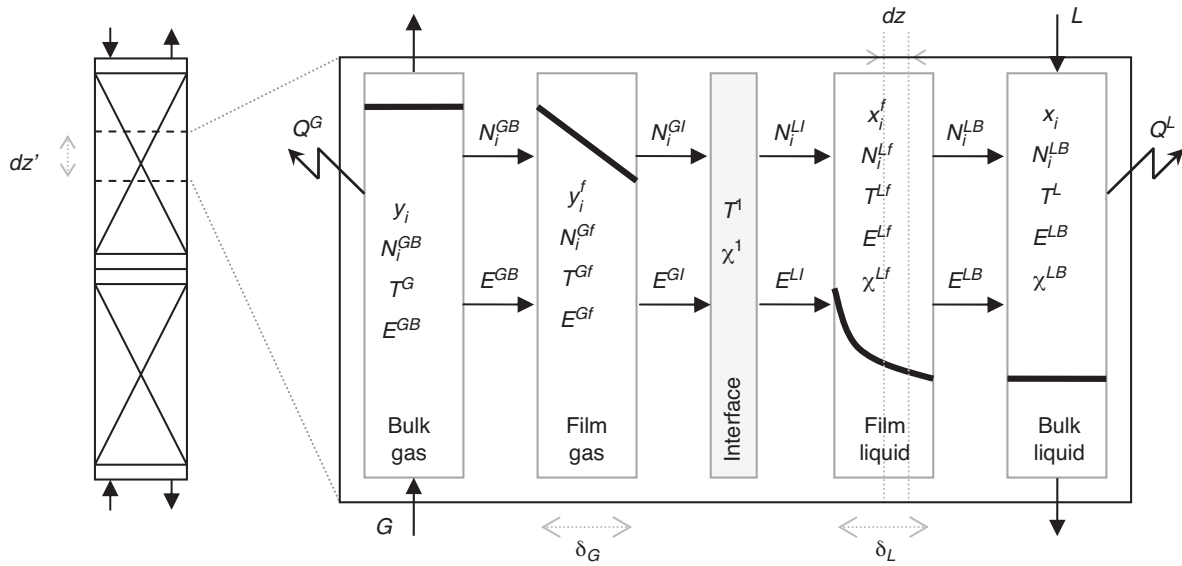 dz'
dz
L
Q^G
y_i
N_i^{GB}
T^G
E^{GB}
Bulk
gas
G
N_i^{GB}
E^{GB}
y_i^f
N_i^{Gf}
T^{Gf}
E^{Gf}
Film
gas
δ_G
N_i^{GI}
E^{GI}
T^1
χ^1
Interface
N_i^{LI}
E^{LI}
x_i^f
N_i^{Lf}
T^{Lf}
E^{Lf}
χ^{Lf}
Film
liquid
δ_L
N_i^{LB}
E^{LB}
x_i
N_i^{LB}
T^L
E^{LB}
χ^{LB}
Bulk
liquid
Q^L